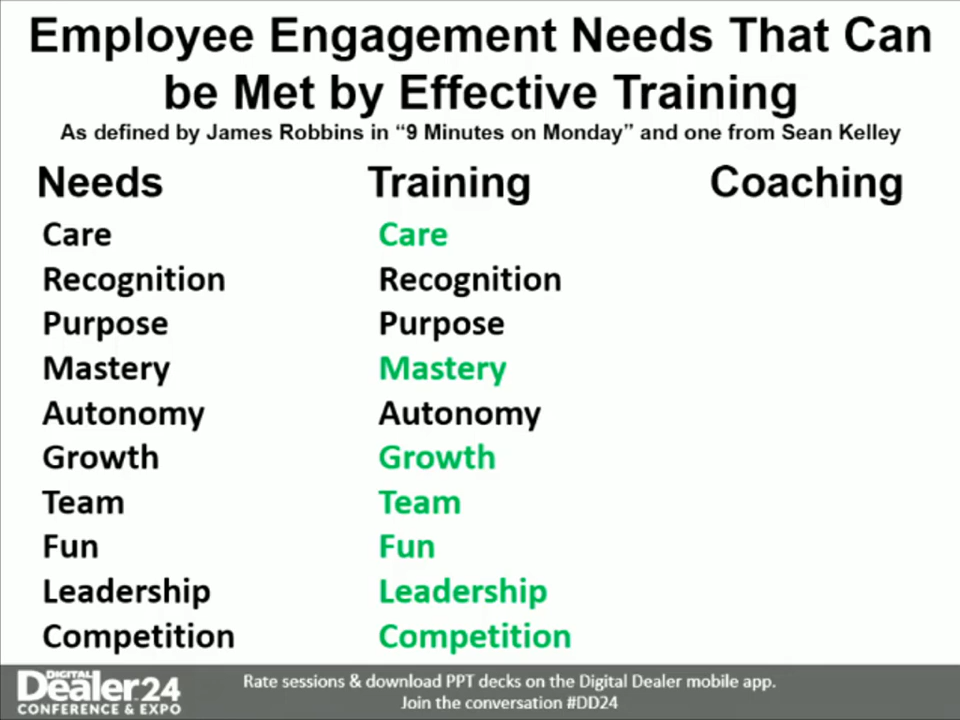 Employee Engagement Needs That Can
be Met by Effective Training
As defined by James Robbins in “9 Minutes on Monday” and one from Sean Kelley
Needs Training Coaching
Care Care
Recognition Recognition
Purpose Purpose
Mastery Mastery
Autonomy Autonomy
Growth Growth
Team Team
Fun Fun
Leadership Leadership
Competition Competition
DIGITAL
Dealer 24
CONFERENCE & EXPO
Rate sessions & download PPT decks on the Digital Dealer mobile app.
Join the conversation #DD24